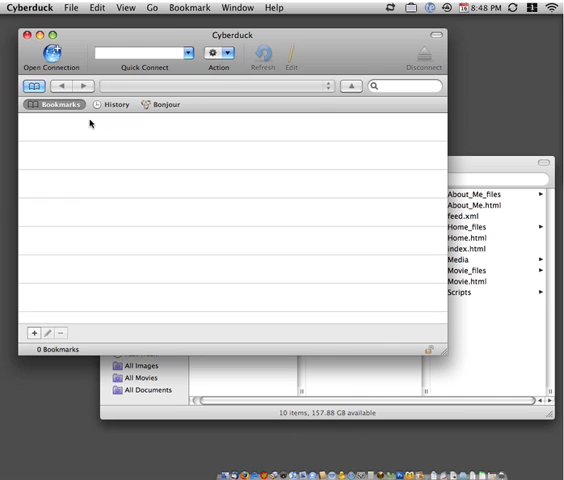 Cyberduck File Edit View Go Bookmark Window Help 8:48 PM
Cyberduck
Open Connection Quick Connect Action Refresh Edit Disconnect
Bookmarks History Bonjour
0 Bookmarks
About_Me_files
About_Me.html
feed.xml
Home_files
Home.html
index.html
Media
Movie_files
Movie.html
Scripts
All Images
All Movies
All Documents
10 items, 157.88 GB available